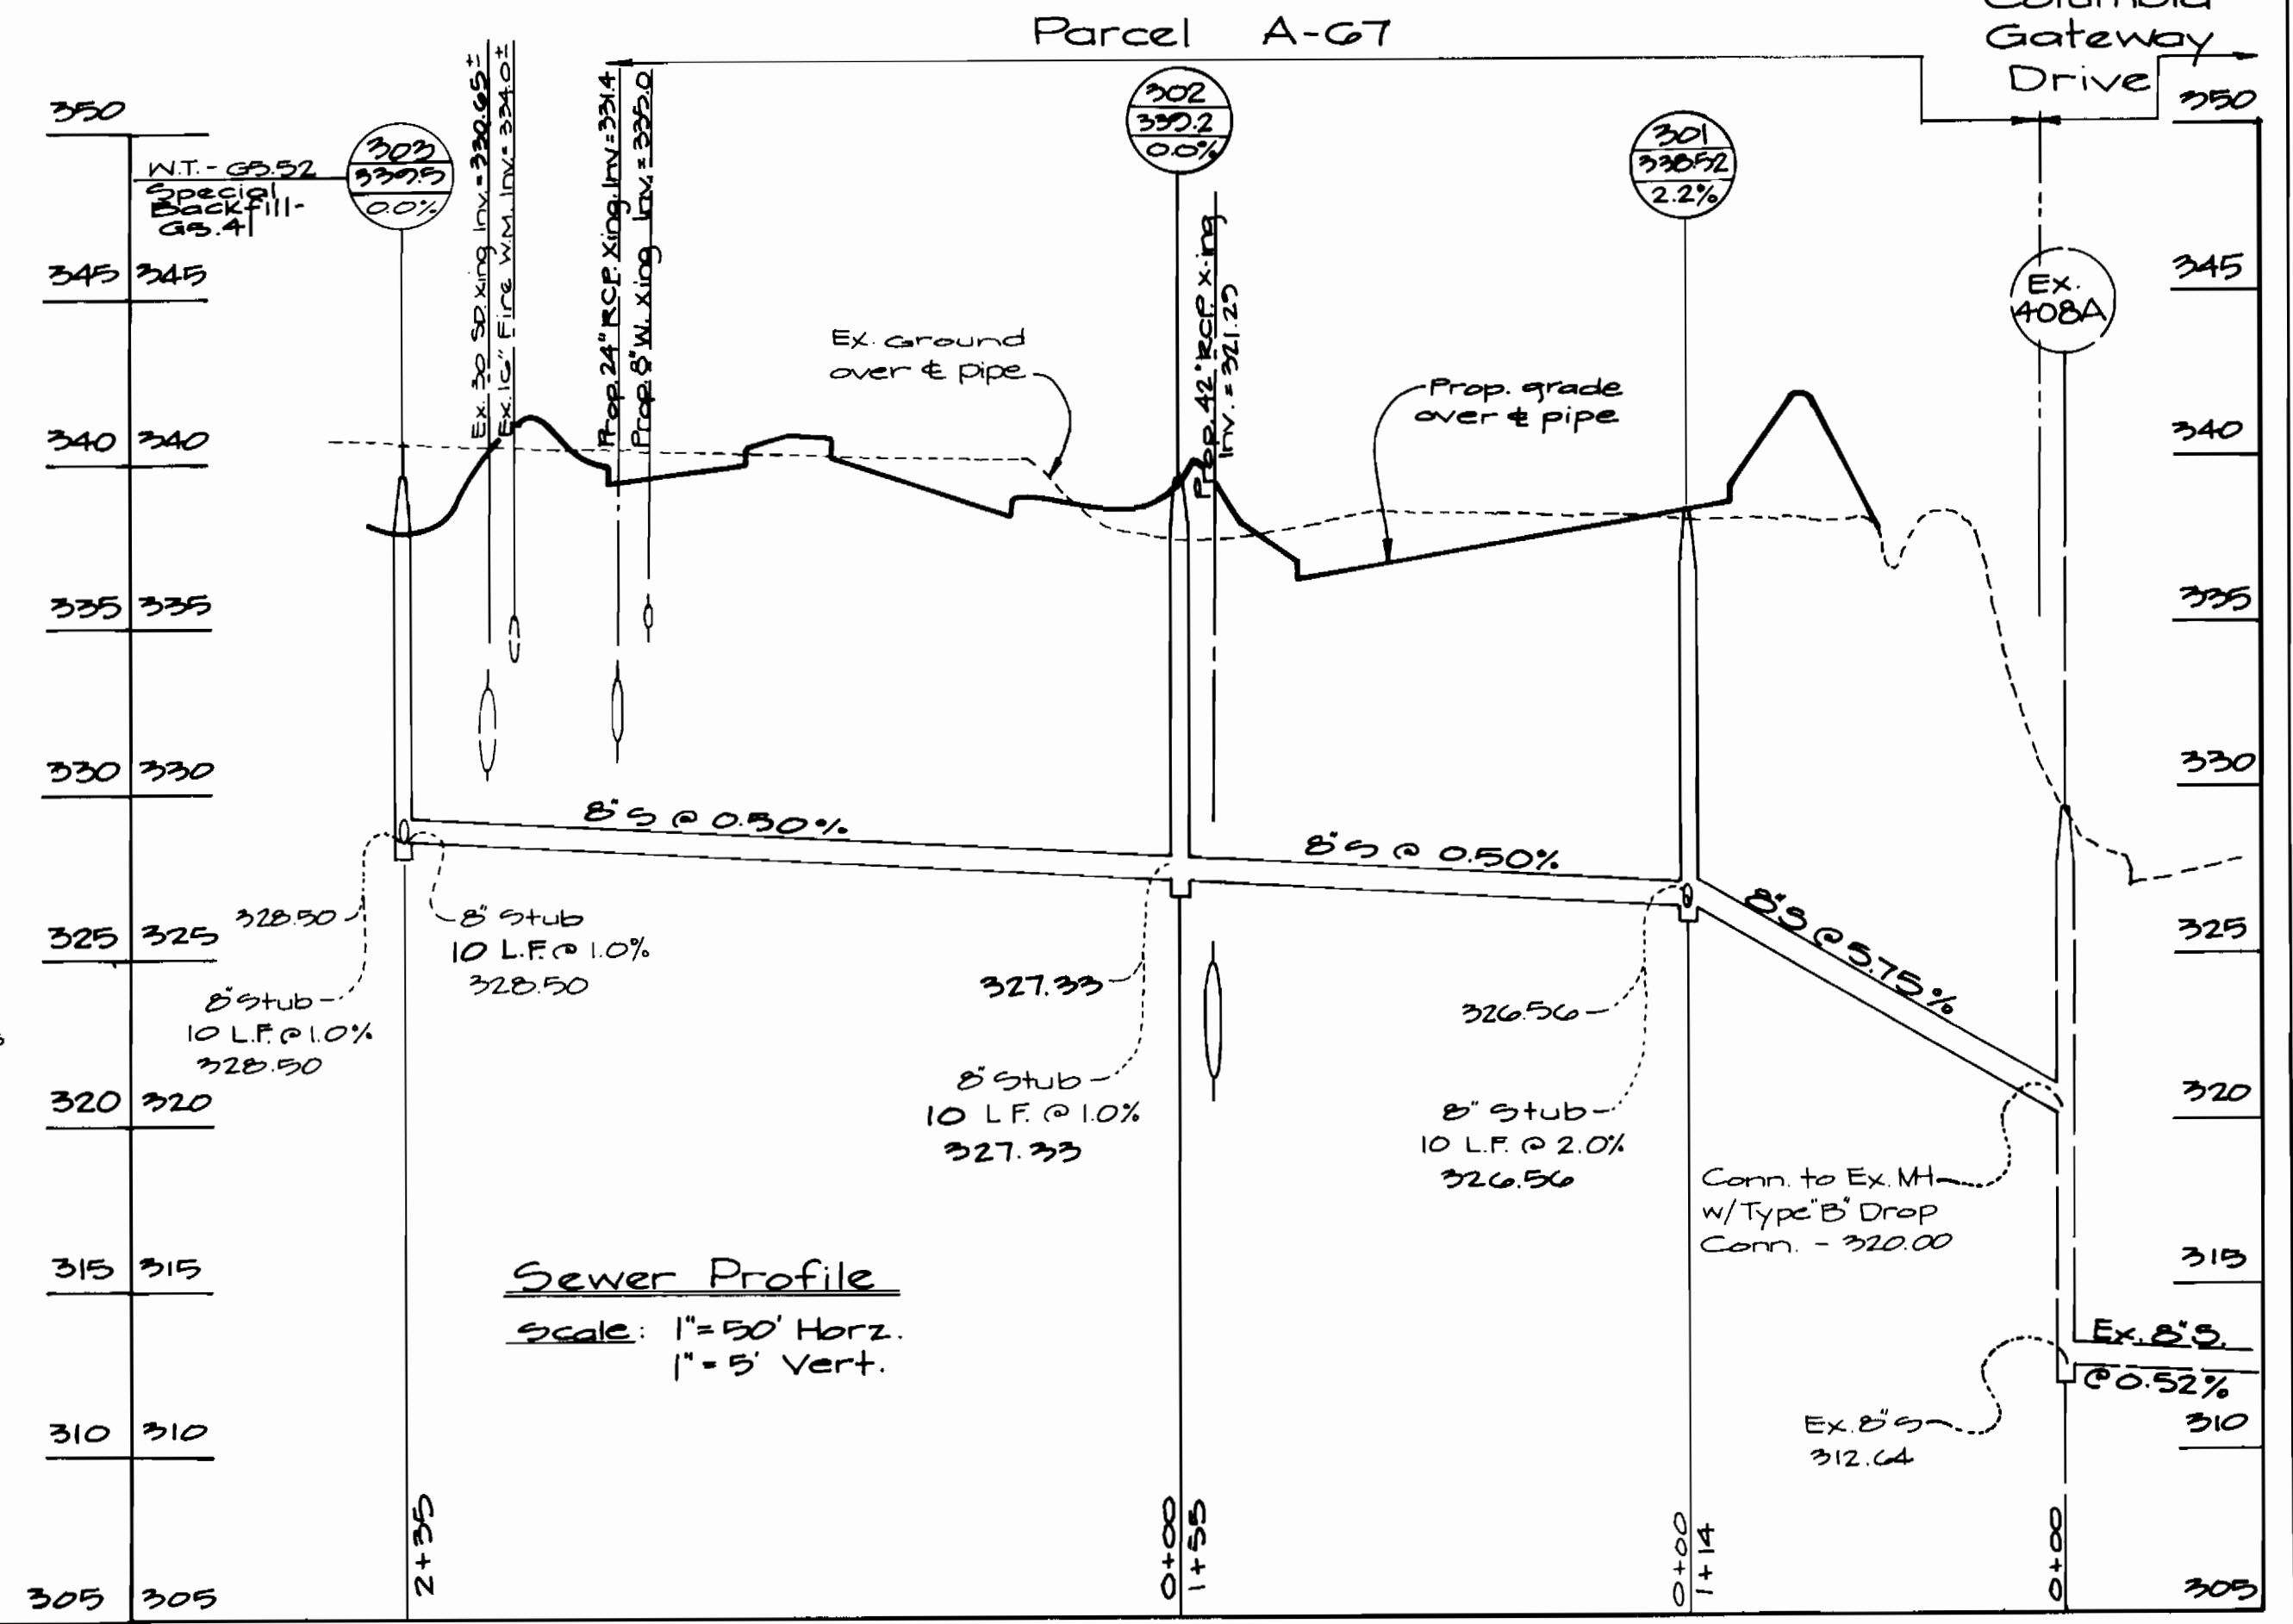 Parcel A-67
Gateway
Drive
350
350
303
339.5
0.0%
W.T. - G5.52
Special
Backfill-
G5.4
Ex. 30" SD. Xing Inv.= 330.65±
Ex. 16" Fire W.M. Inv.= 334.0±
Prop. 24" RCP. Xing. Inv.= 331.4
Prop. 8" W. Xing Inv.= 335.0
302
339.2
0.0%
Prop. 42" RCP. X-ing
Inv. = 321.25
301
338.52
2.2%
Ex.
408A
345 345
345
Ex. Ground
over ℄ pipe
Prop. grade
over ℄ pipe
340 340
340
335 335
335
330 330
330
8" S @ 0.50%
8" S @ 0.50%
8" S @ 5.75%
325 325
325
328.50
8" Stub
10 L.F. @ 1.0%
328.50
8" Stub
10 L.F. @ 1.0%
328.50
327.33
8" Stub
10 L.F. @ 1.0%
327.33
326.56
8" Stub
10 L.F. @ 2.0%
326.56
320 320
320
Conn. to Ex. MH
w/Type "B" Drop
Conn. - 320.00
315 315
315
Sewer Profile
Scale: 1"= 50' Horz.
1" = 5' Vert.
Ex. 8" S.
@ 0.52%
Ex. 8" S
312.64
310 310
310
2+35
0+00
1+55
0+00
1+14
0+00
305 305
305